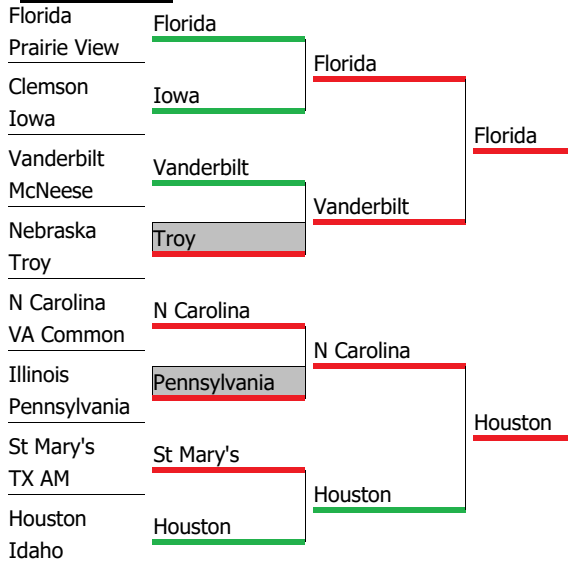 Florida
Prairie View
Clemson
Iowa
Vanderbilt
McNeese
Nebraska
Troy
N Carolina
VA Common
Illinois
Pennsylvania
St Mary's
TX AM
Houston
Idaho
Florida
Iowa
Vanderbilt
Troy
N Carolina
Pennsylvania
St Mary's
Houston
Florida
Vanderbilt
N Carolina
Houston
Florida
Houston